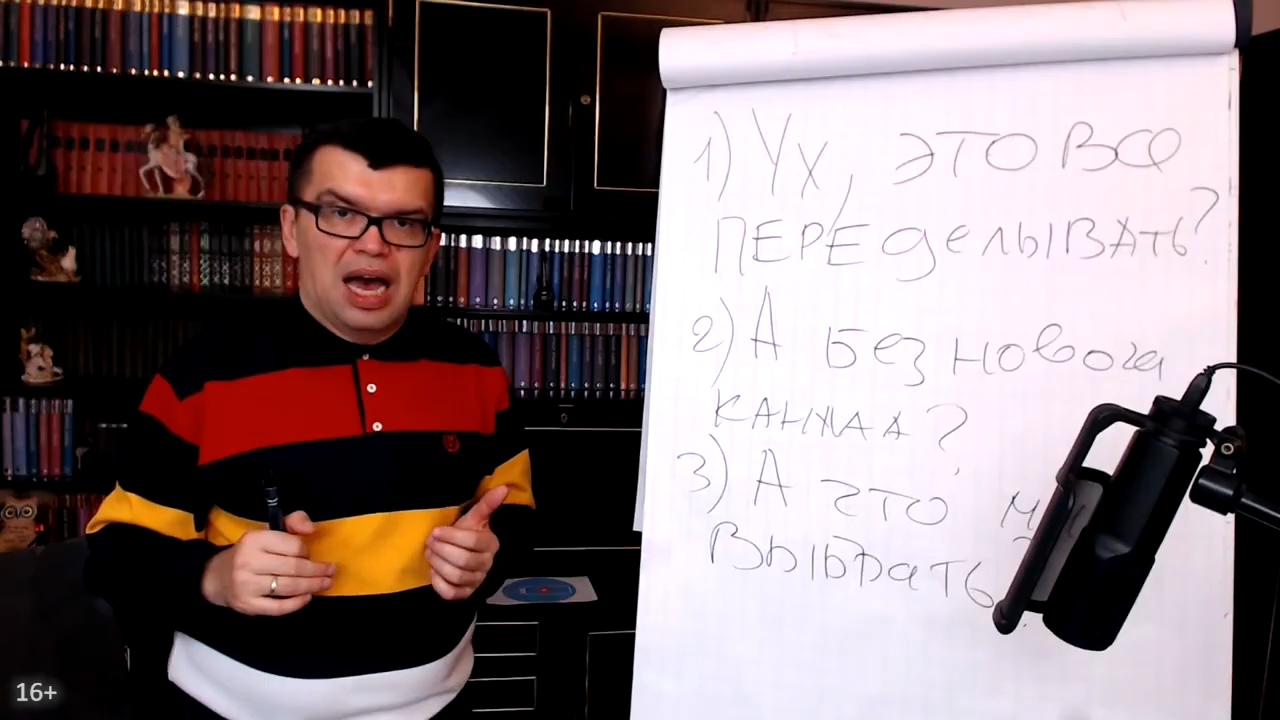 1) Ух, это все
переделывать?
2) А без нового
канала?
3) А что
выбрать
16+